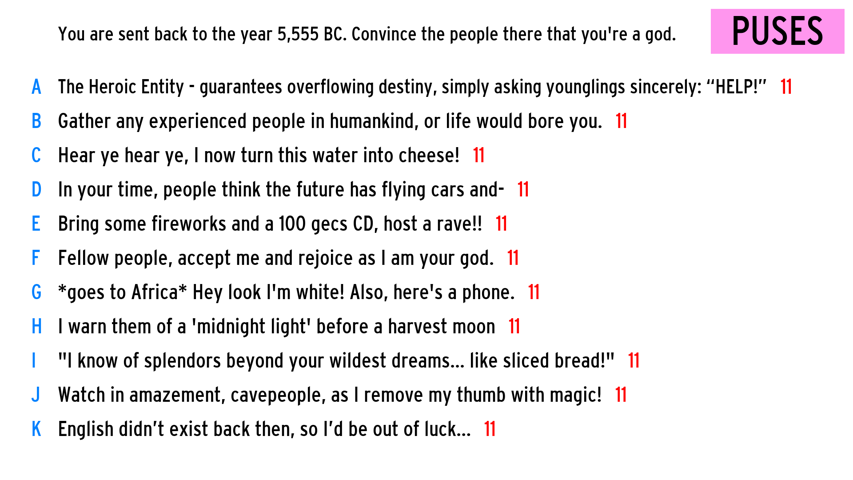 You are sent back to the year 5,555 BC. Convince the people there that you're a god.
PUSES
A The Heroic Entity - guarantees overflowing destiny, simply asking younglings sincerely: “HELP!” 11
B Gather any experienced people in humankind, or life would bore you. 11
C Hear ye hear ye, I now turn this water into cheese! 11
D In your time, people think the future has flying cars and- 11
E Bring some fireworks and a 100 gecs CD, host a rave!! 11
F Fellow people, accept me and rejoice as I am your god. 11
G *goes to Africa* Hey look I'm white! Also, here's a phone. 11
H I warn them of a 'midnight light' before a harvest moon 11
I "I know of splendors beyond your wildest dreams... like sliced bread!" 11
J Watch in amazement, cavepeople, as I remove my thumb with magic! 11
K English didn’t exist back then, so I’d be out of luck... 11